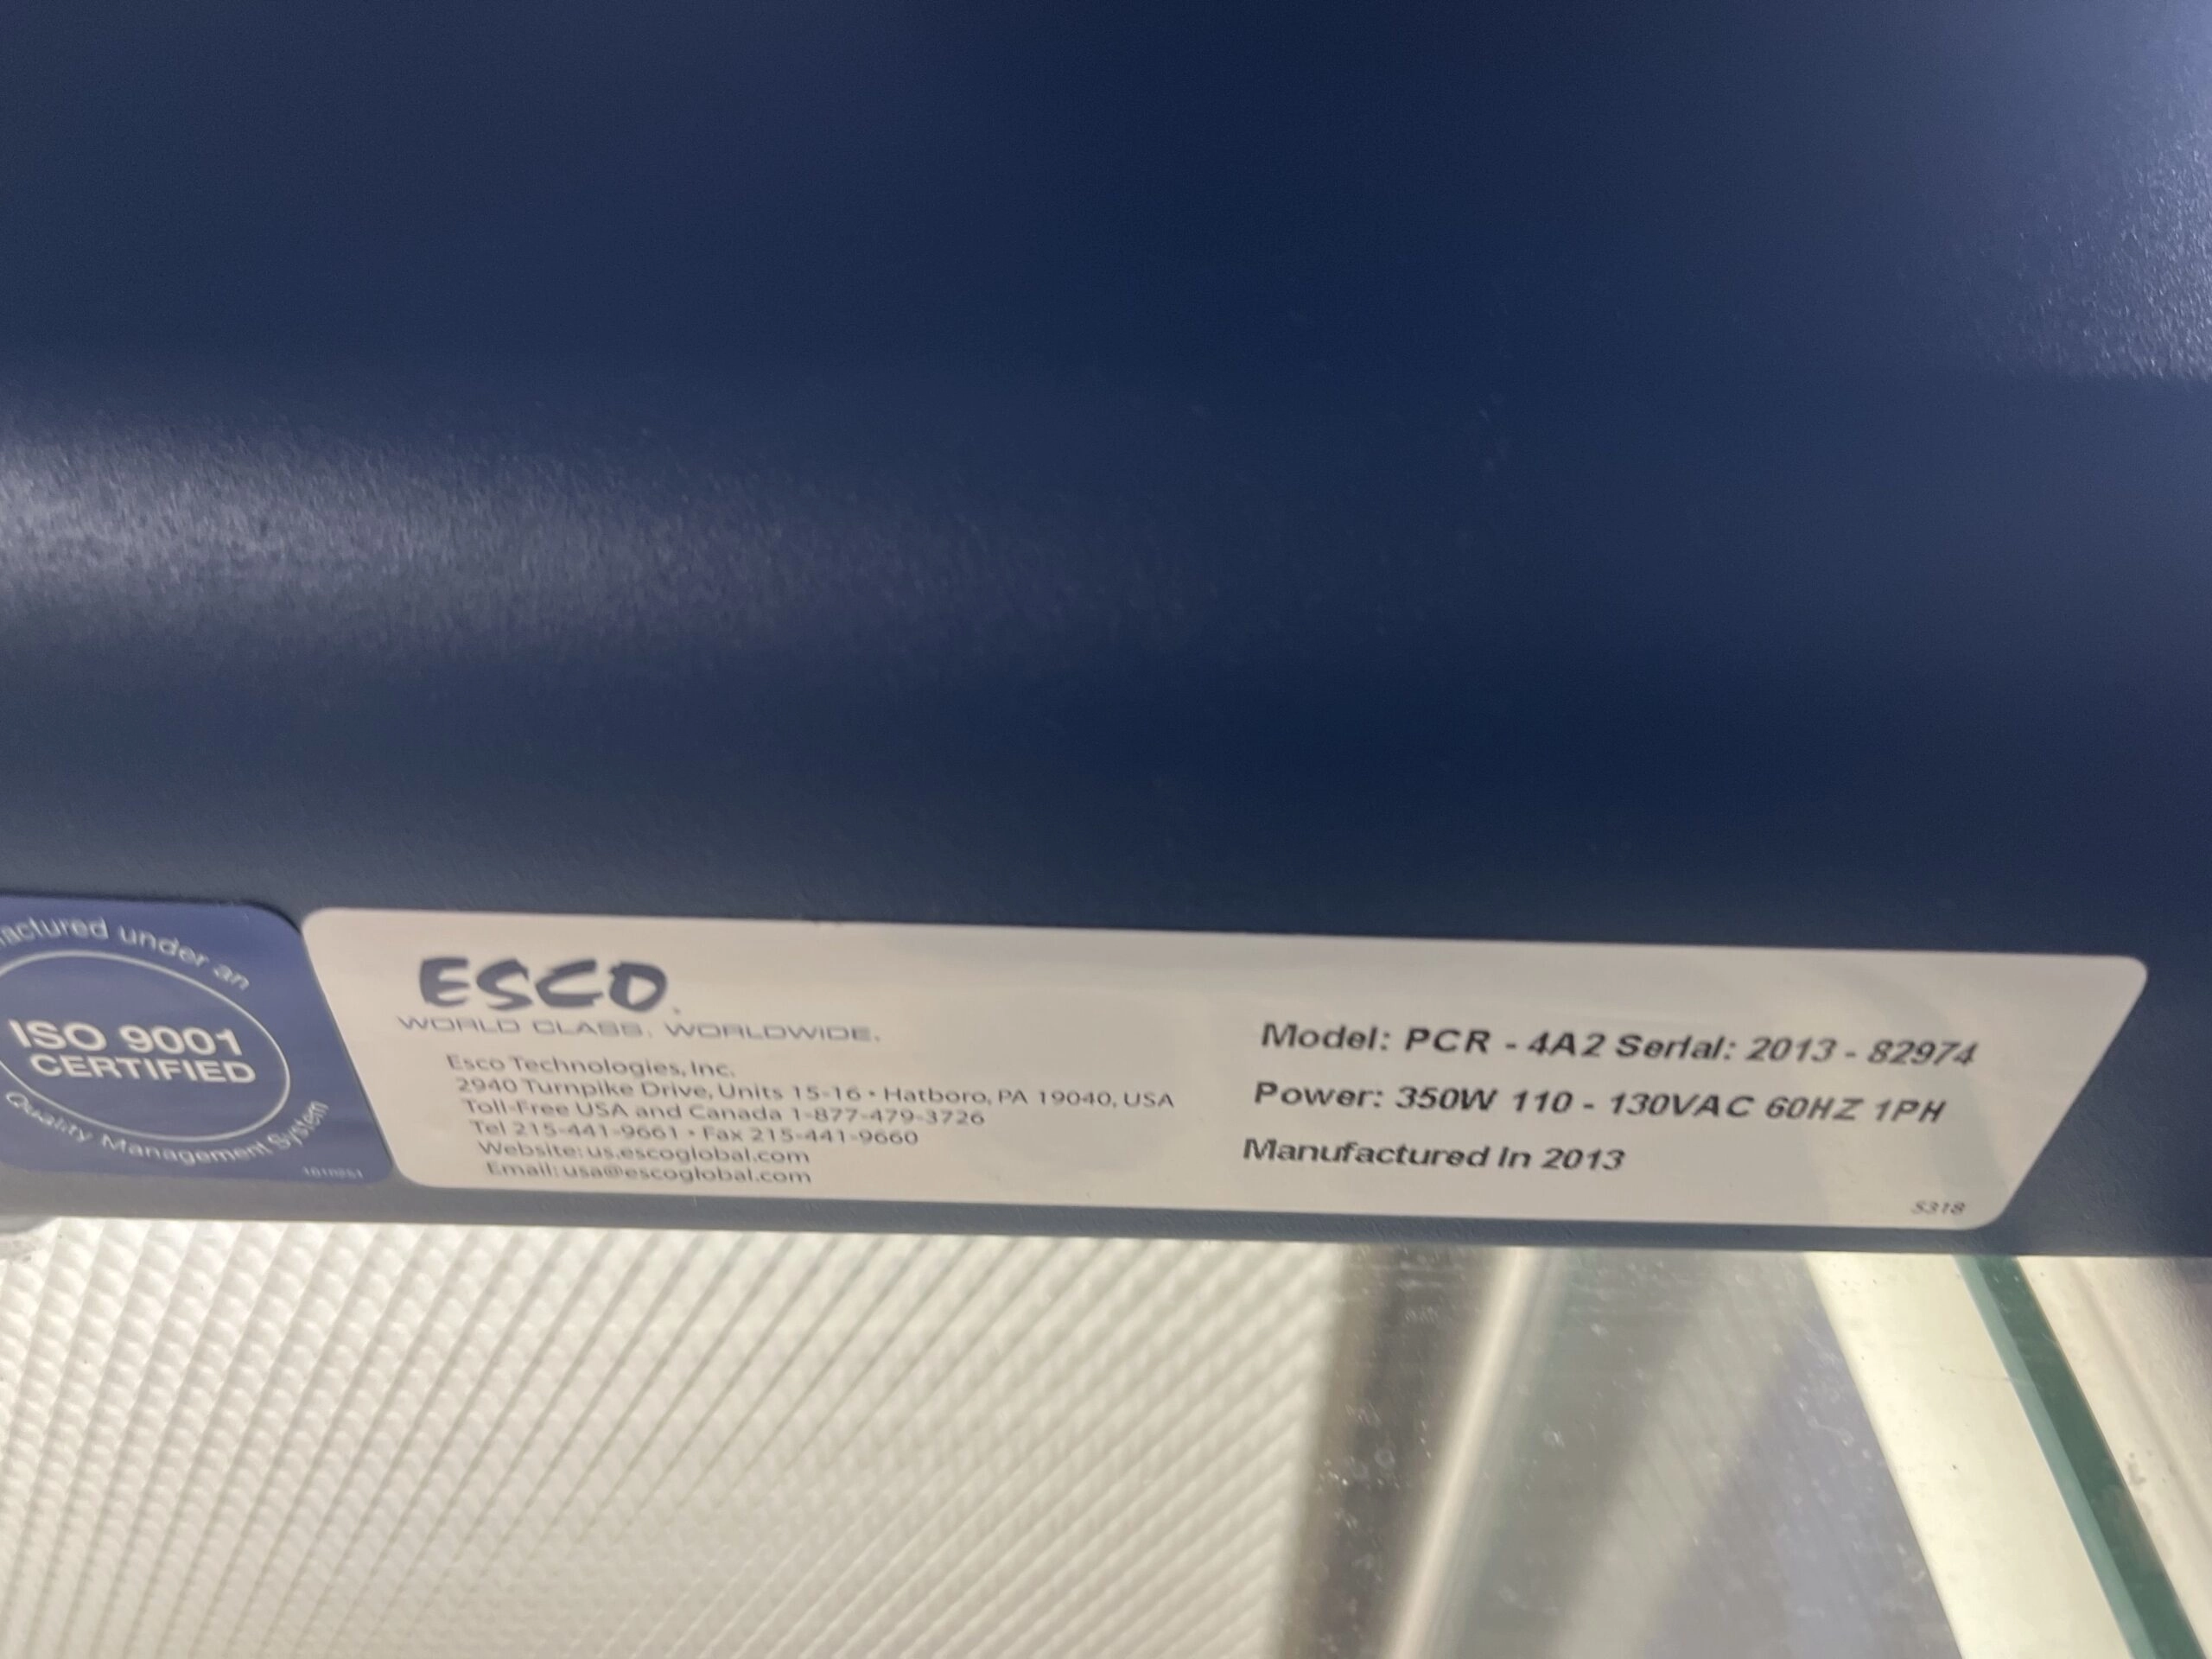 actured under an
ISO 9001
CERTIFIED
Quality Management System
1010951
ESCO
WORLD CLASS. WORLDWIDE.
Esco Technologies, Inc.
2940 Turnpike Drive, Units 15-16 • Hatboro, PA 19040, USA
Toll-Free USA and Canada 1-877-479-3726
Tel 215-441-9661 • Fax 215-441-9660
Website: us.escoglobal.com
Email: usa@escoglobal.com
Model: PCR - 4A2 Serial: 2013 - 82974
Power: 350W 110 - 130VAC 60HZ 1PH
Manufactured In 2013
S318